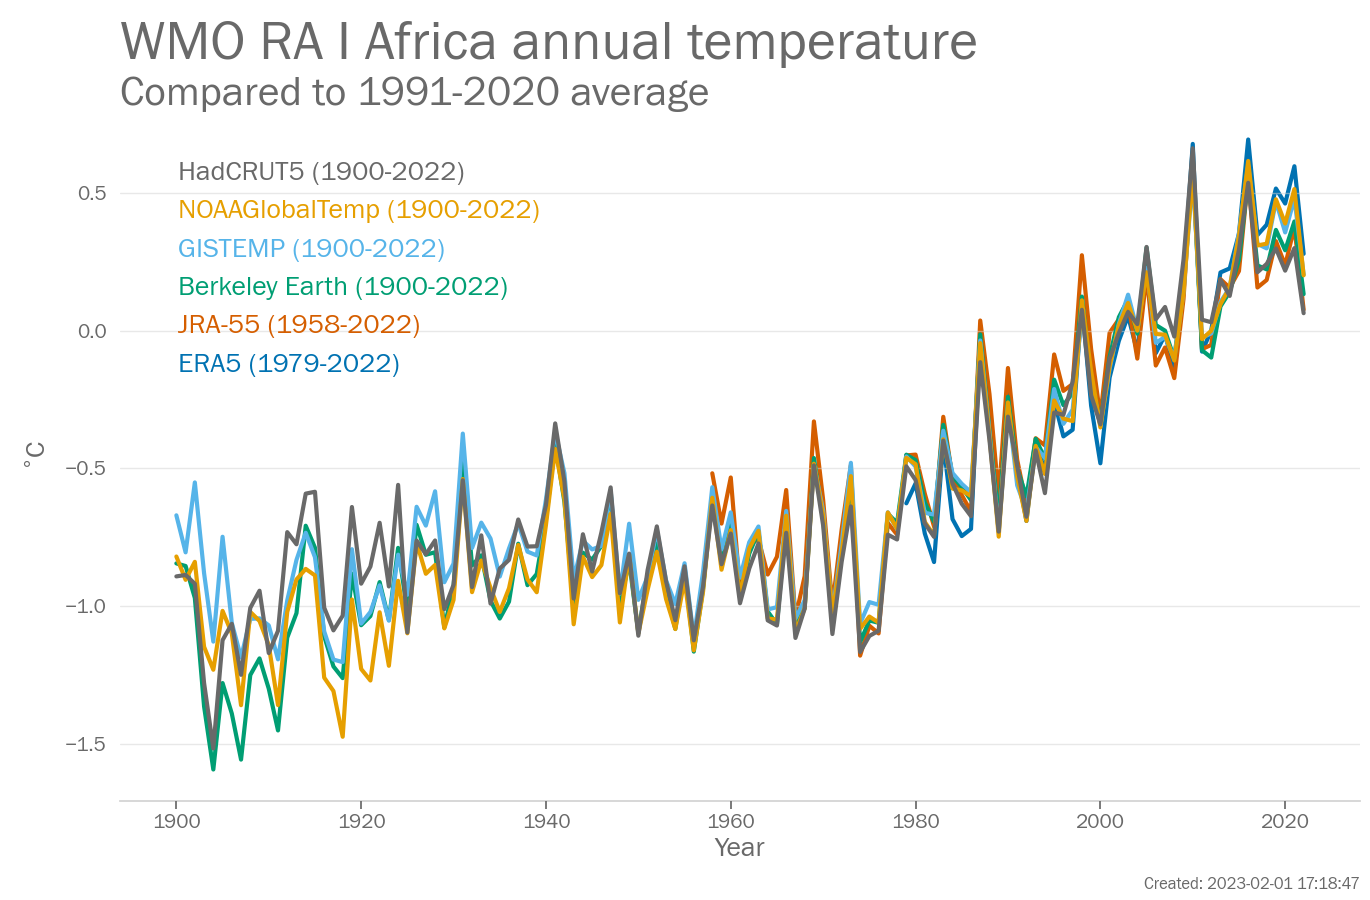 WMO RA I Africa annual temperature
Compared to 1991-2020 average
HadCRUT5 (1900-2022)
NOAAGlobalTemp (1900-2022)
GISTEMP (1900-2022)
Berkeley Earth (1900-2022)
JRA-55 (1958-2022)
ERA5 (1979-2022)
0.5
0.0
−0.5
−1.0
−1.5
°C
1900 1920 1940 1960 1980 2000 2020
Year
Created: 2023-02-01 17:18:47